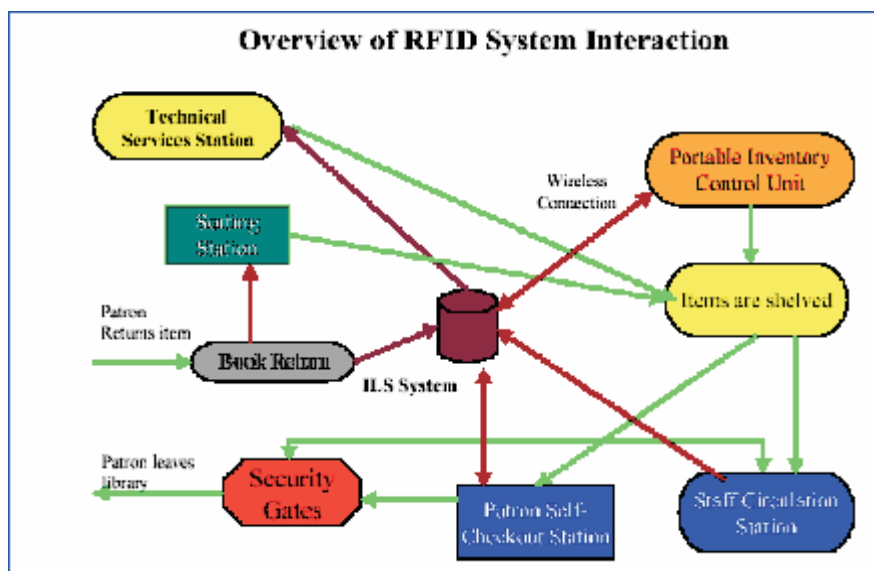 Overview of RFID System Interaction
Technical
Services Station
Portable Inventory
Control Unit
Wireless
Connection
Sorting
Station
Items are shelved
Patron
Returns item
Book Return
ILS System
Patron leaves
library
Security
Gates
Patron Self-
Checkout Station
Staff Circulation
Station